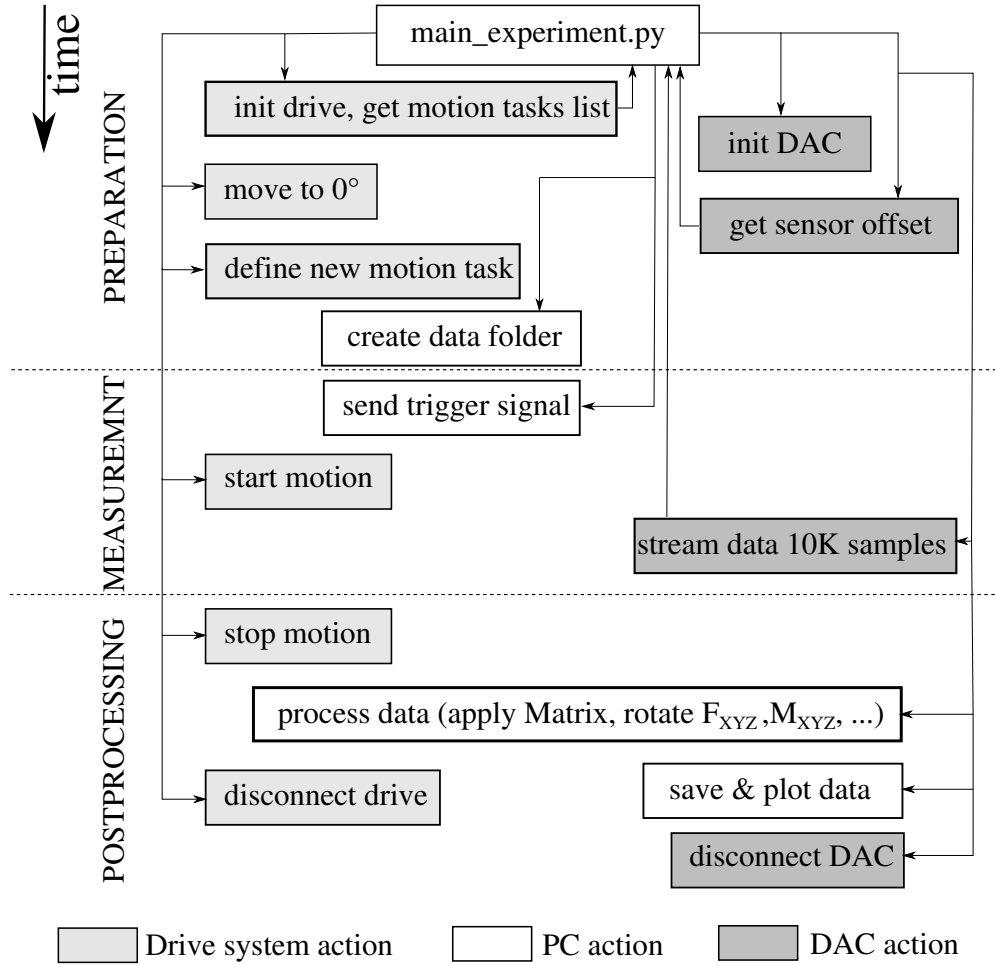 time
main_experiment.py
PREPARATION
init drive, get motion tasks list
init DAC
move to 0°
get sensor offset
define new motion task
create data folder
MEASUREMNT
send trigger signal
start motion
stream data 10K samples
POSTPROCESSING
stop motion
process data (apply Matrix, rotate F_XYZ ,M_XYZ, ...)
disconnect drive
save & plot data
disconnect DAC
Drive system action
PC action
DAC action